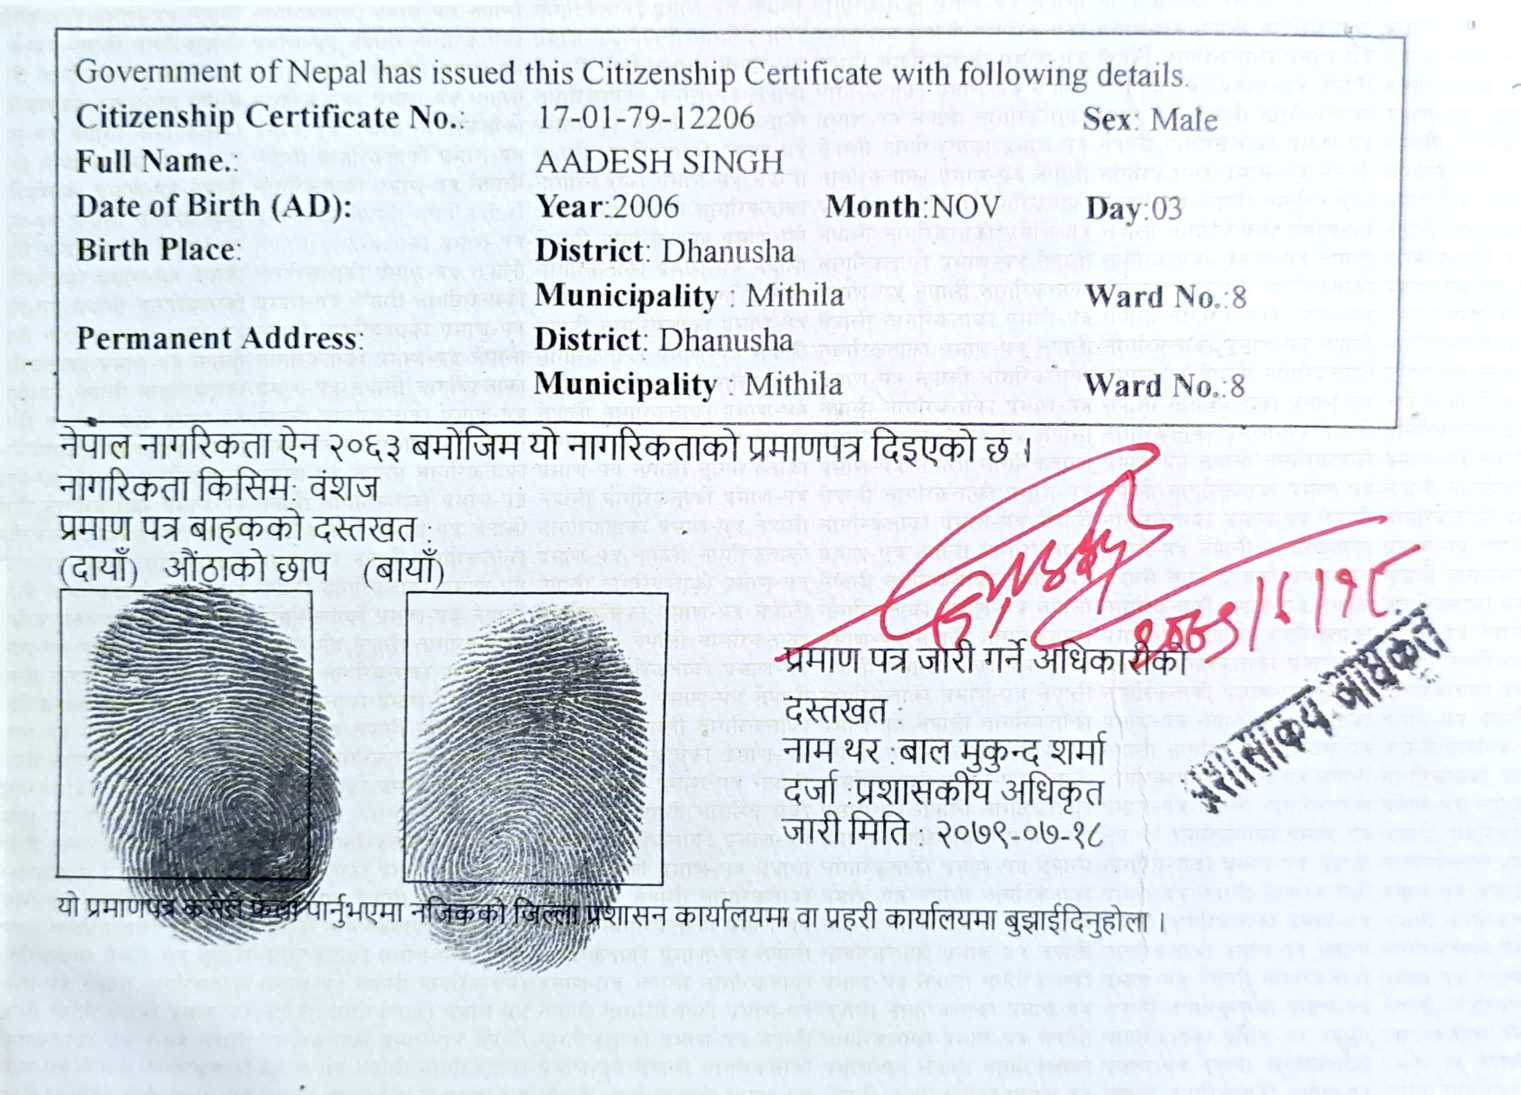 Government of Nepal has issued this Citizenship Certificate with following details.
Citizenship Certificate No.: 17-01-79-12206 Sex: Male
Full Name.: AADESH SINGH
Date of Birth (AD): Year:2006 Month:NOV Day:03
Birth Place: District: Dhanusha
Municipality : Mithila Ward No.:8
Permanent Address: District: Dhanusha
Municipality : Mithila Ward No.:8
नेपाल नागरिकता ऐन २०६३ बमोजिम यो नागरिकताको प्रमाणपत्र दिइएको छ ।
नागरिकता किसिम: वंशज
प्रमाण पत्र बाहकको दस्तखत :
(दायाँ) औंठाको छाप (बायाँ)
प्रमाण पत्र जारी गर्ने अधिकारीको
दस्तखत :
नाम थर : बाल मुकुन्द शर्मा
दर्जा : प्रशासकीय अधिकृत
जारी मिति : २०७९-०७-१८
प्रशासकीय अधिकृत
यो प्रमाणपत्र कसैले फेला पार्नुभएमा नजिकको जिल्ला प्रशासन कार्यालयमा वा प्रहरी कार्यालयमा बुझाईदिनुहोला